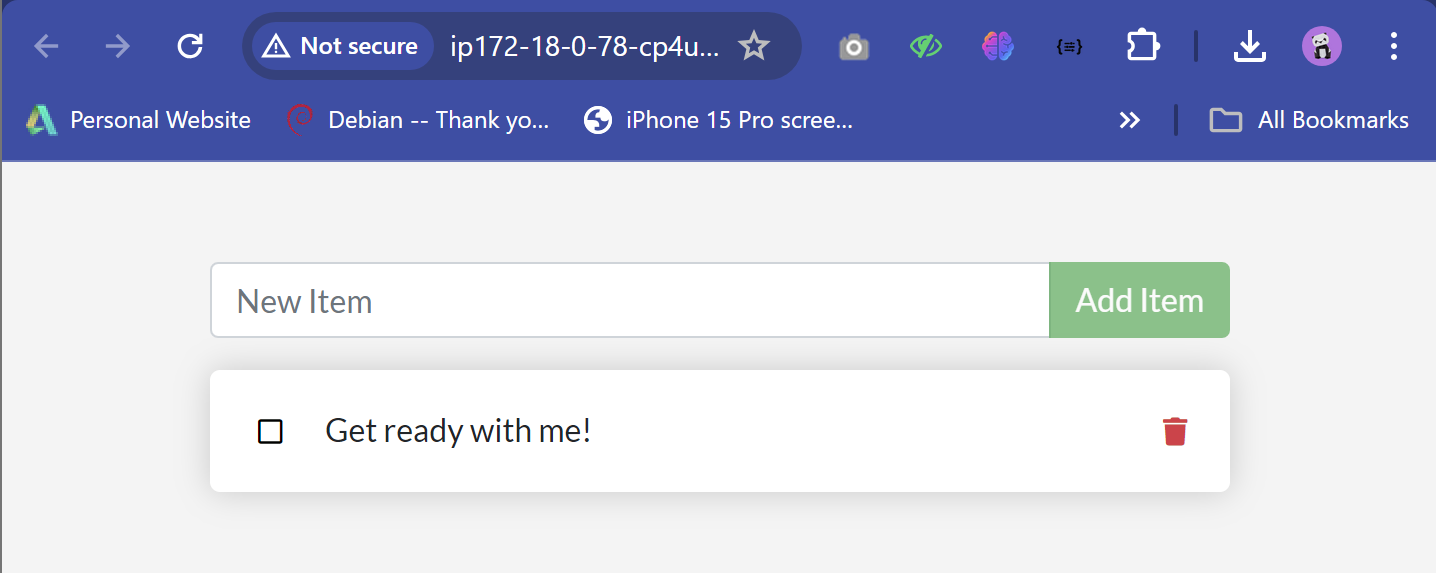 Not secure ip172-18-0-78-cp4u...
Personal Website Debian -- Thank yo... iPhone 15 Pro scree... All Bookmarks
New Item Add Item
Get ready with me!